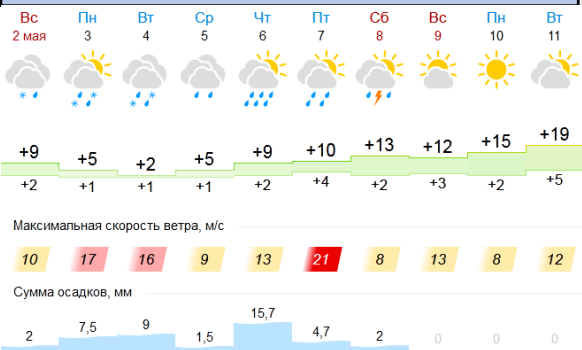 Вс Пн Вт Ср Чт Пт Сб Вс Пн Вт
2 мая 3 4 5 6 7 8 9 10 11
+9 +5 +2 +5 +9 +10 +13 +12 +15 +19
+2 +1 +1 +1 +2 +4 +2 +3 +2 +5
Максимальная скорость ветра, м/с
10 17 16 9 13 21 8 13 8 12
Сумма осадков, мм
2 7,5 9 1,5 15,7 4,7 2 0 0 0